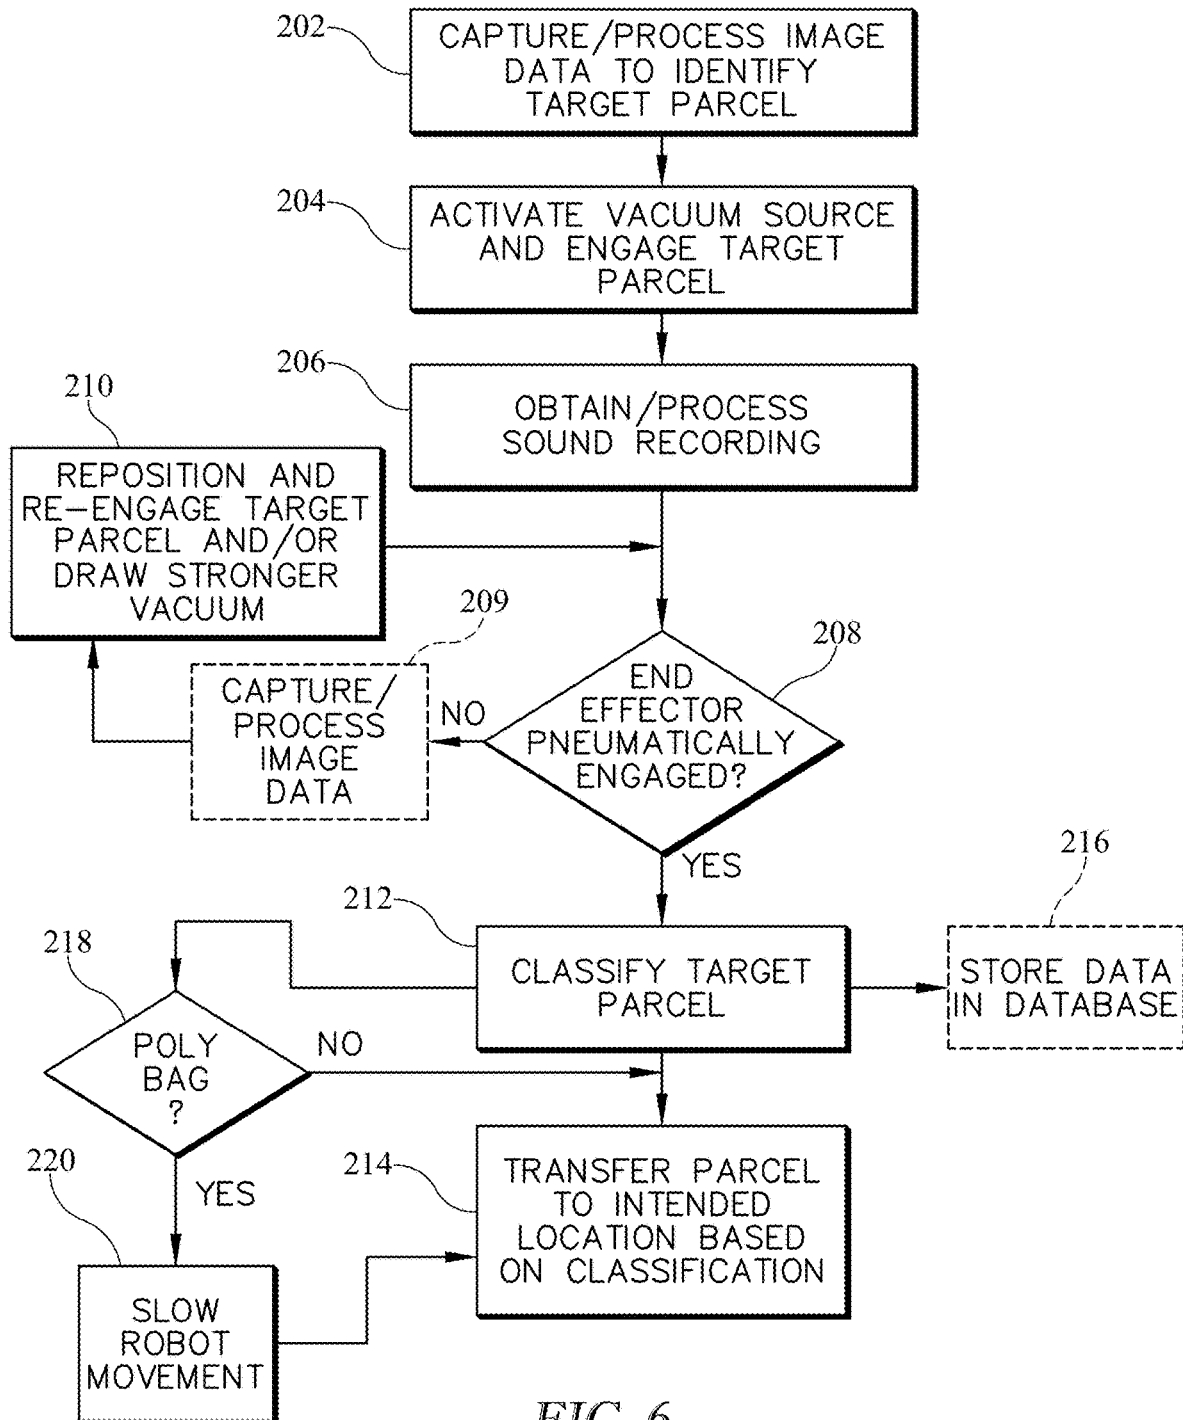 202
CAPTURE/PROCESS IMAGE
DATA TO IDENTIFY
TARGET PARCEL
204
ACTIVATE VACUUM SOURCE
AND ENGAGE TARGET
PARCEL
206
OBTAIN/PROCESS
SOUND RECORDING
210
REPOSITION AND
RE-ENGAGE TARGET
PARCEL AND/OR
DRAW STRONGER
VACUUM
209
CAPTURE/
PROCESS
IMAGE
DATA
NO
208
END
EFFECTOR
PNEUMATICALLY
ENGAGED?
YES
212
CLASSIFY TARGET
PARCEL
216
STORE DATA
IN DATABASE
218
POLY
BAG
?
NO
YES
220
SLOW
ROBOT
MOVEMENT
214
TRANSFER PARCEL
TO INTENDED
LOCATION BASED
ON CLASSIFICATION
FIG. 6